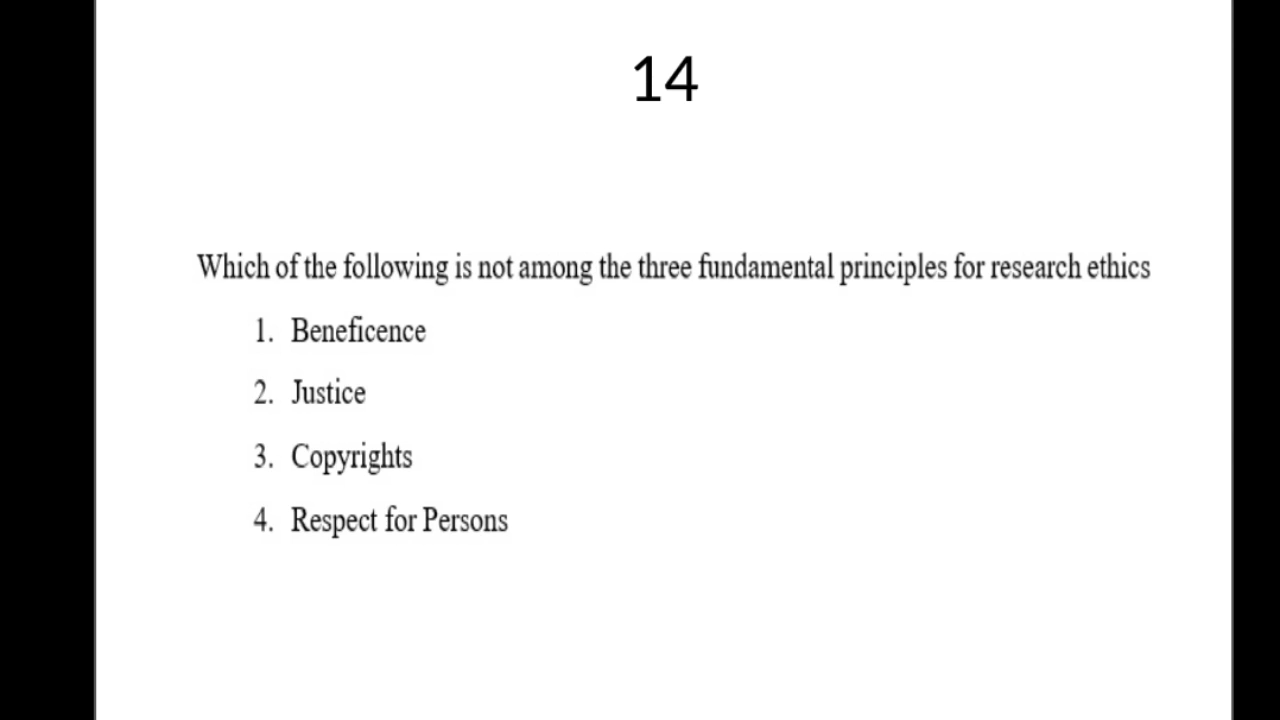 14
Which of the following is not among the three fundamental principles for research ethics
1. Beneficence
2. Justice
3. Copyrights
4. Respect for Persons